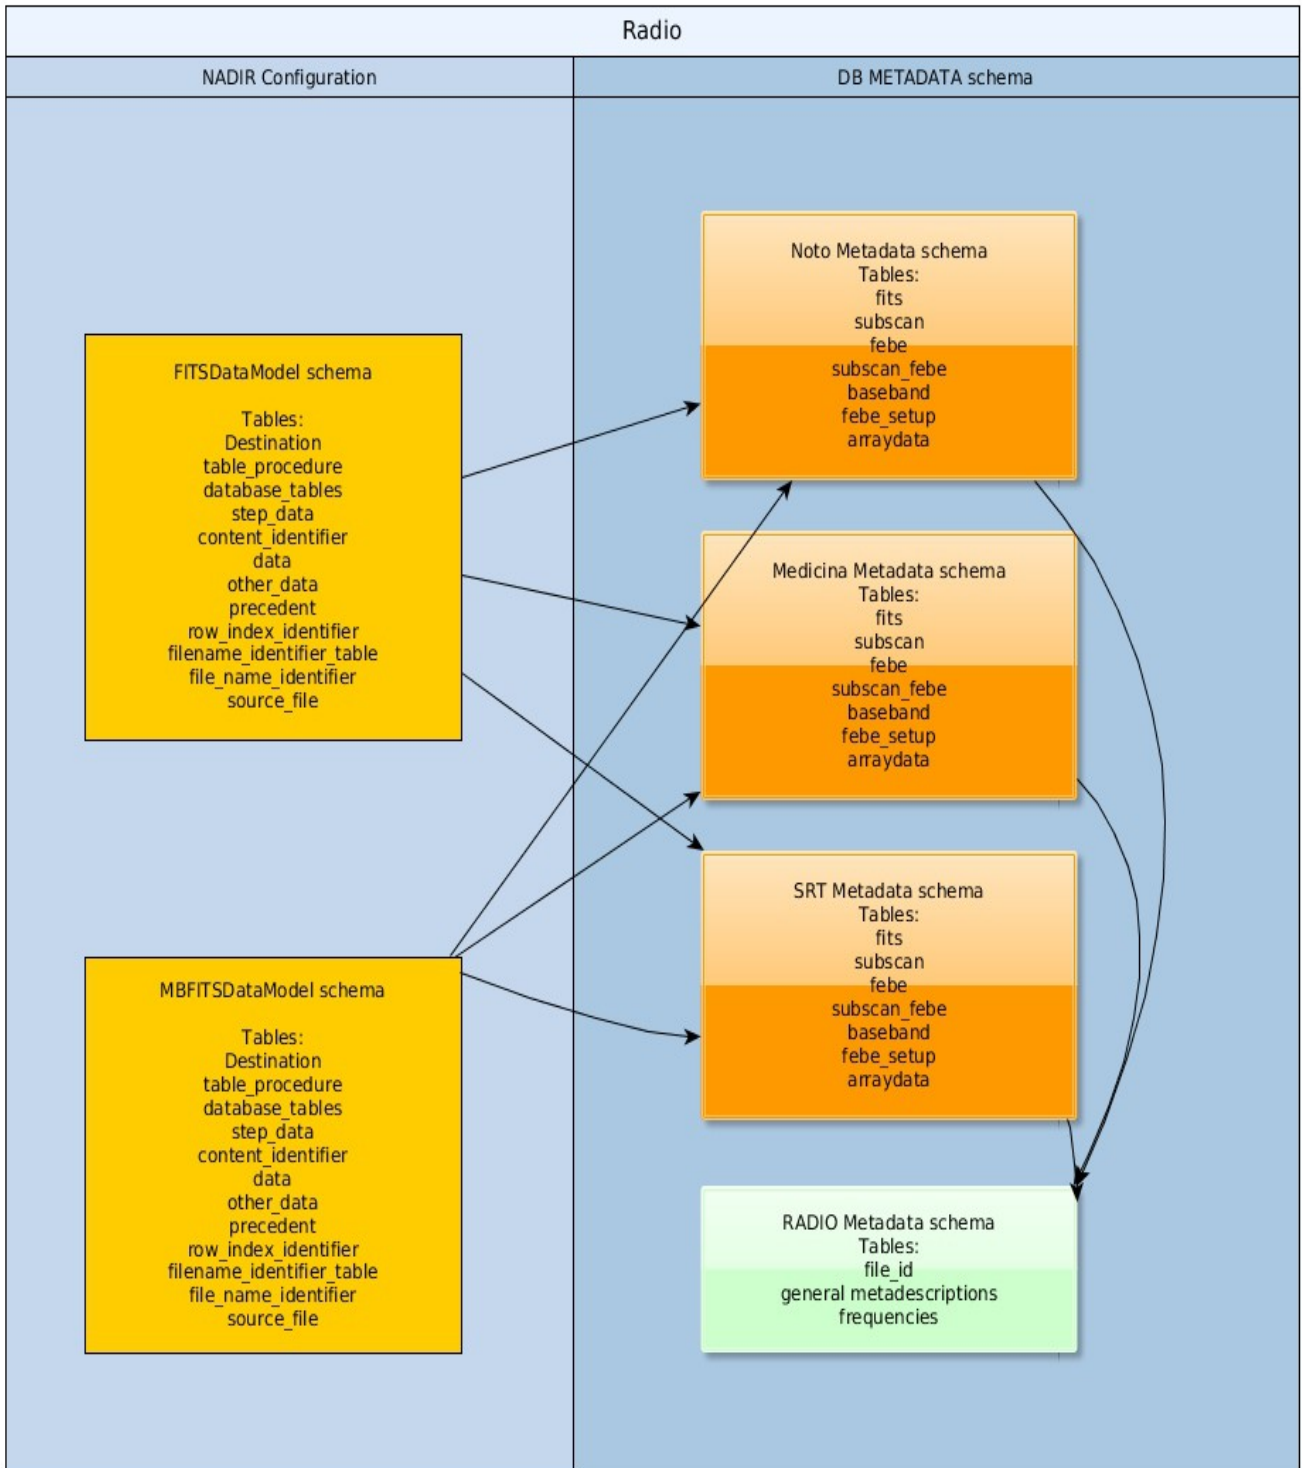 Radio
NADIR Configuration
DB METADATA schema
FITSDataModel schema
Tables:
Destination
table_procedure
database_tables
step_data
content_identifier
data
other_data
precedent
row_index_identifier
filename_identifier_table
file_name_identifier
source_file
MBFITSDataModel schema
Tables:
Destination
table_procedure
database_tables
step_data
content_identifier
data
other_data
precedent
row_index_identifier
filename_identifier_table
file_name_identifier
source_file
Noto Metadata schema
Tables:
fits
subscan
febe
subscan_febe
baseband
febe_setup
arraydata
Medicina Metadata schema
Tables:
fits
subscan
febe
subscan_febe
baseband
febe_setup
arraydata
SRT Metadata schema
Tables:
fits
subscan
febe
subscan_febe
baseband
febe_setup
arraydata
RADIO Metadata schema
Tables:
file_id
general metadescriptions
frequencies